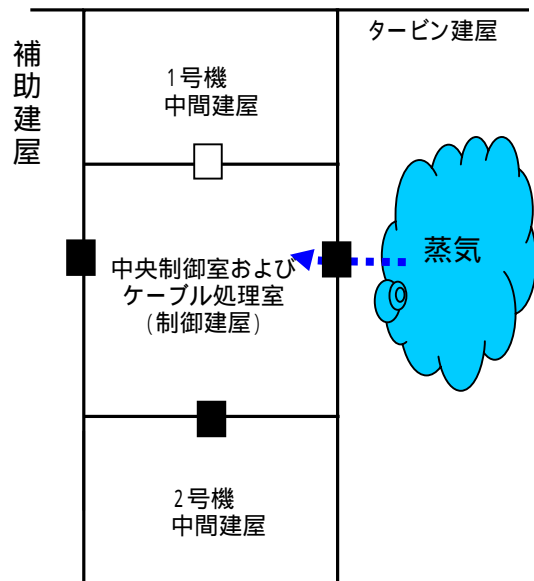 タービン建屋
補助建屋
1号機
中間建屋
蒸気
中央制御室および
ケーブル処理室
(制御建屋)
2号機
中間建屋